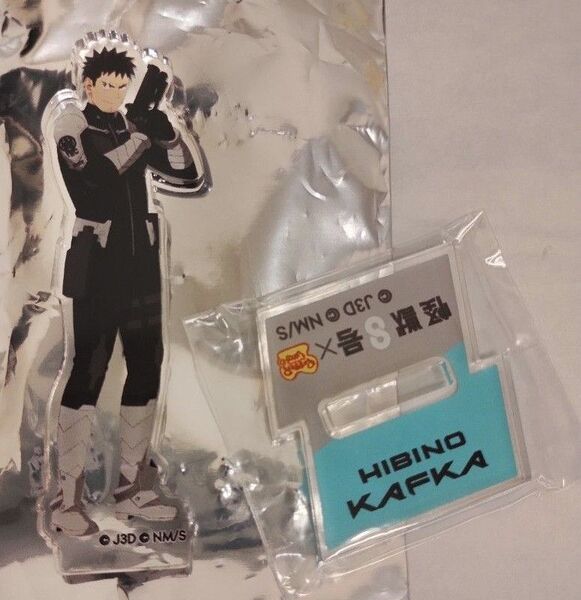 © J3D © NM/S
怪獣8号×
© J3D © NM/S
HIBINO
KAFKA